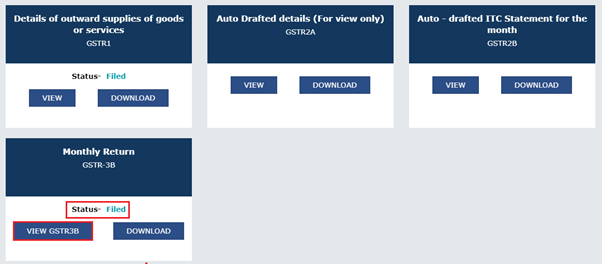 Details of outward supplies of goods
or services
GSTR1
Status- Filed
VIEW DOWNLOAD
Auto Drafted details (For view only)
GSTR2A
VIEW DOWNLOAD
Auto - drafted ITC Statement for the
month
GSTR2B
VIEW DOWNLOAD
Monthly Return
GSTR-3B
Status- Filed
VIEW GSTR3B DOWNLOAD